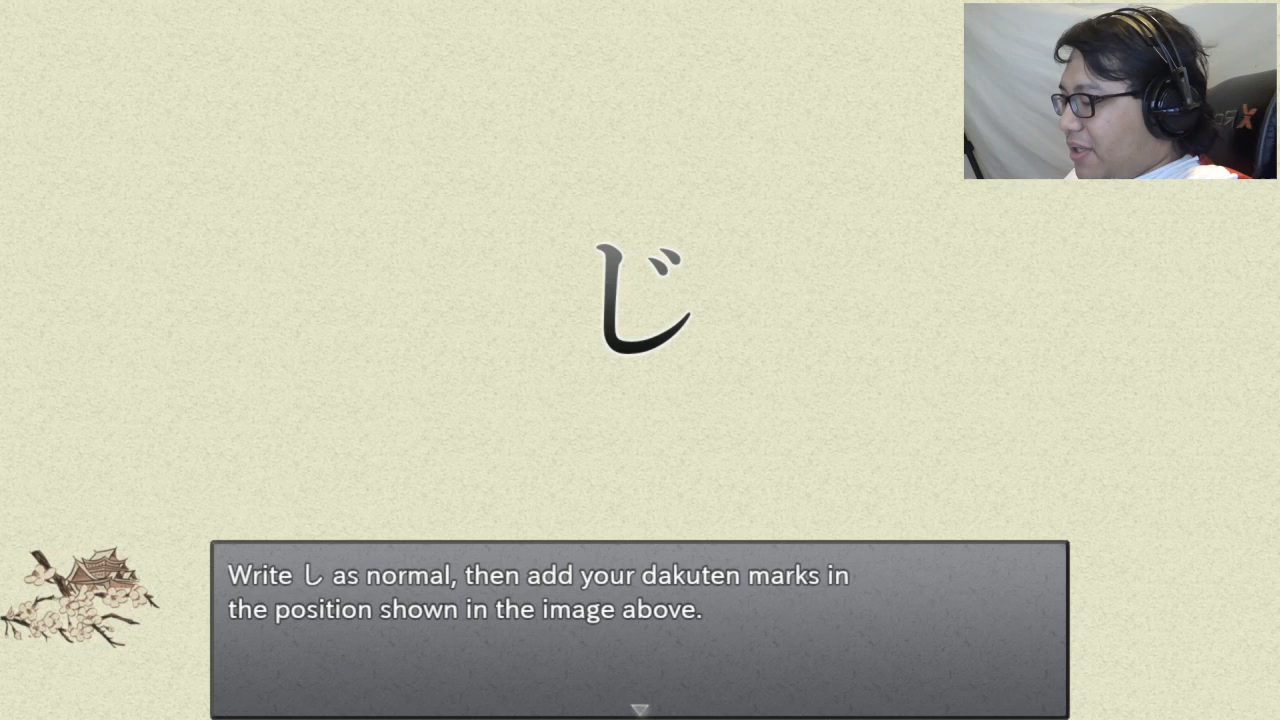 じ
Write し as normal, then add your dakuten marks in
the position shown in the image above.